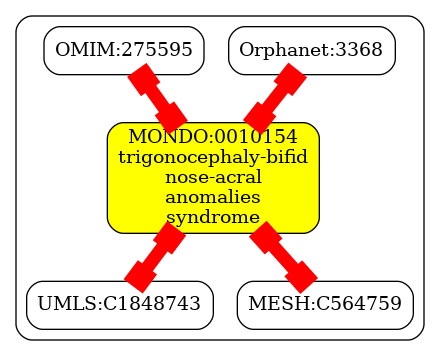 OMIM:275595
Orphanet:3368
MONDO:0010154
trigonocephaly-bifid
nose-acral
anomalies
syndrome
UMLS:C1848743
MESH:C564759